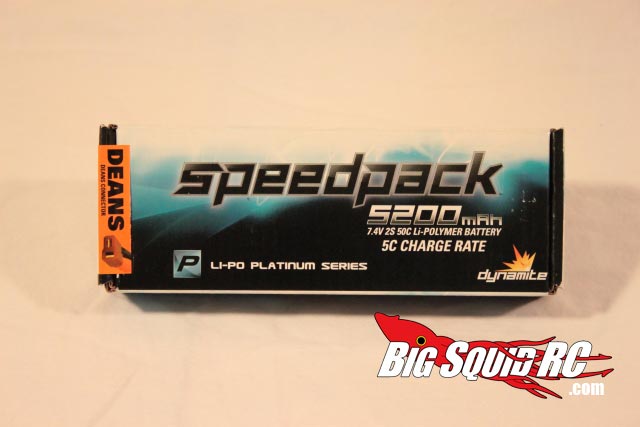 DEANS
DEANS CONNECTOR
speedpack
5200mAh
7.4V 2S 50C Li-POLYMER BATTERY
5C CHARGE RATE
P LI-PO PLATINUM SERIES
dynamite
BIG SQUID RC
.com